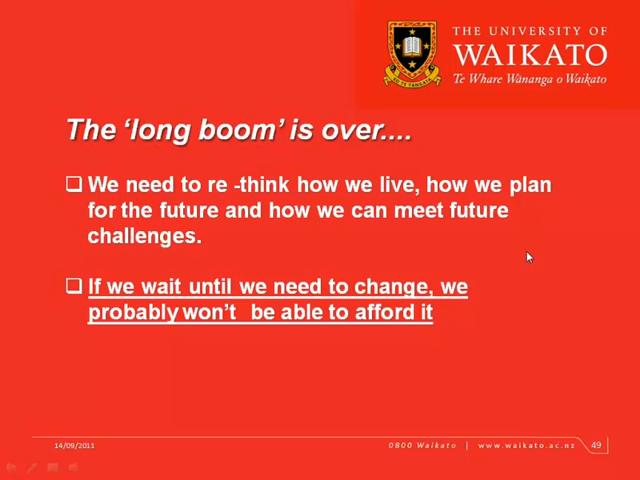 THE UNIVERSITY OF
WAIKATO
Te Whare Wānanga o Waikato
The ‘long boom’ is over....
We need to re -think how we live, how we plan
for the future and how we can meet future
challenges.
If we wait until we need to change, we
probably won’t be able to afford it
14/09/2011
0800 Waikato | www.waikato.ac.nz 49